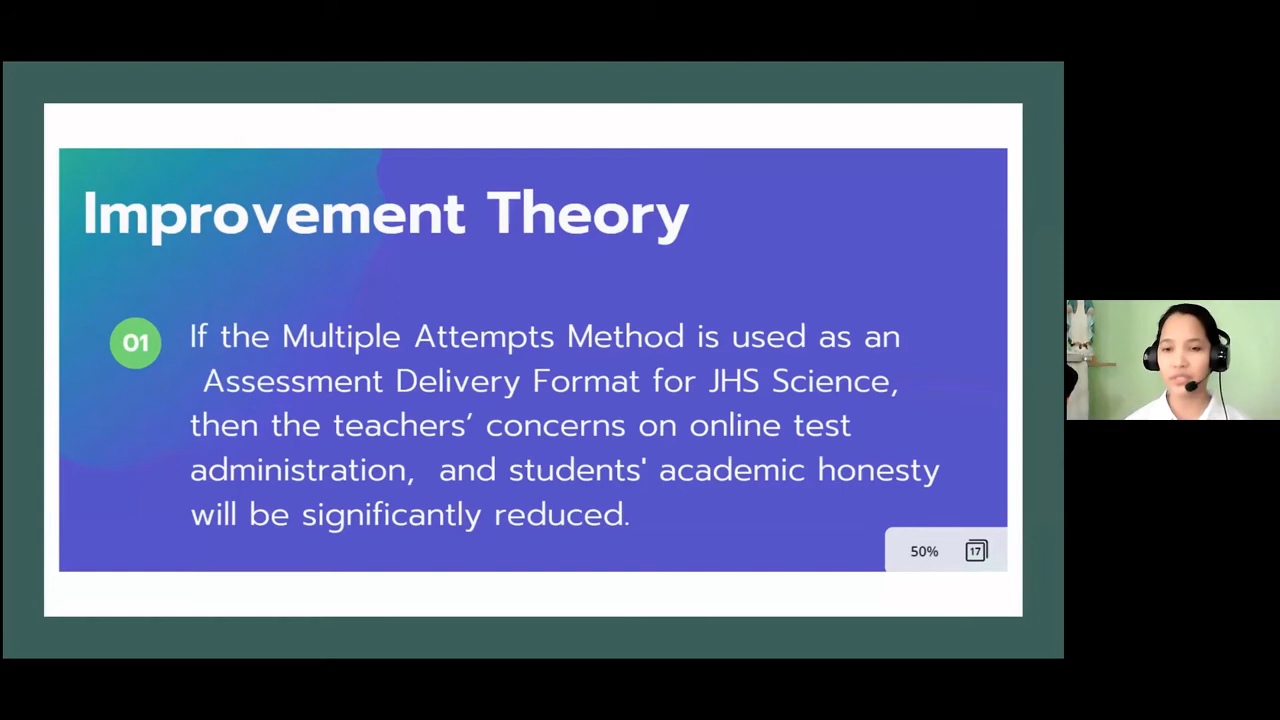 Improvement Theory
01
If the Multiple Attempts Method is used as an
Assessment Delivery Format for JHS Science,
then the teachers’ concerns on online test
administration,  and students' academic honesty
will be significantly reduced.
50%
17